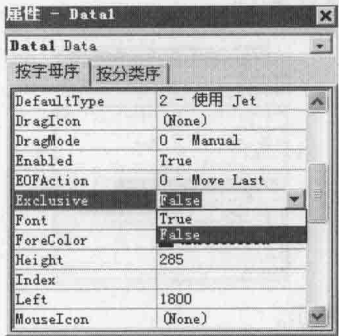 属性 - Data1
Data1 Data
按字母序 按分类序
DefaultType 2 - 使用 Jet
DragIcon (None)
DragMode 0 - Manual
Enabled True
EOFAction 0 - Move Last
Exclusive False
Font True
ForeColor False
Height 285
Index
Left 1800
MouseIcon (None)